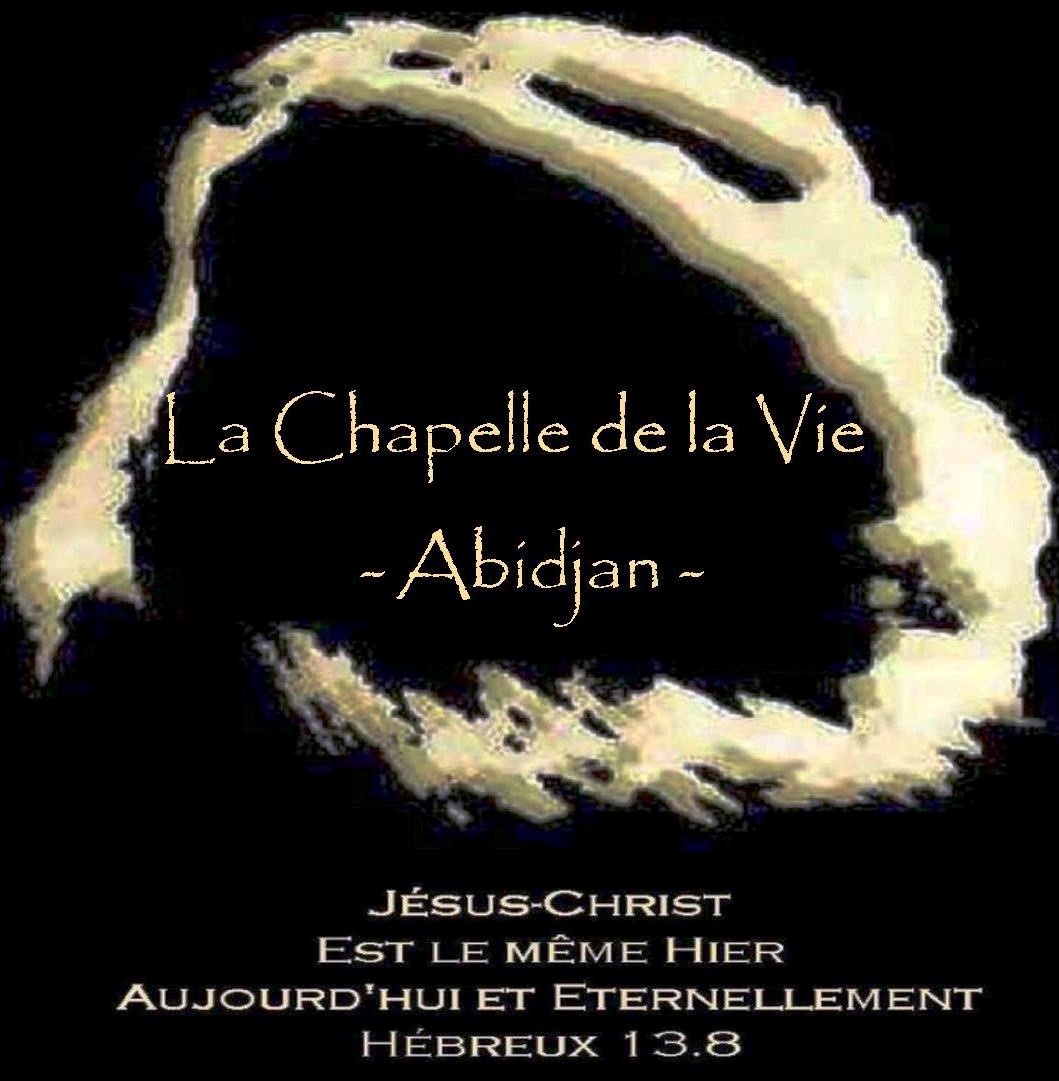 La Chapelle de la Vie
- Abidjan -
JÉSUS-CHRIST
EST LE MÊME HIER
AUJOURD'HUI ET ETERNELLEMENT
HÉBREUX 13.8